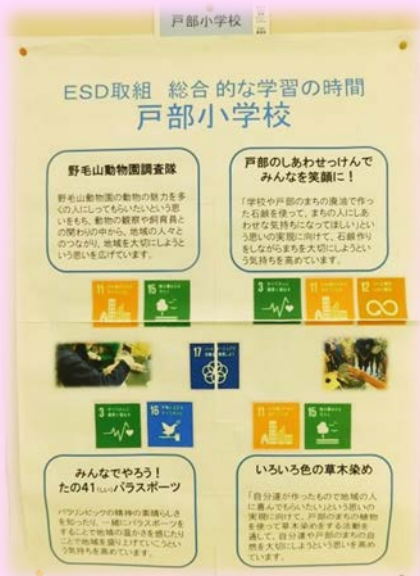 戸部小学校
ESD取組 総合的な学習の時間
戸部小学校
野毛山動物園調査隊
野毛山動物園の動物の魅力を多
くの人にしってもらいたいという思
いをもち、動物の観察や飼育員と
の関わりの中から、地域の人々と
のつながり、地域を大切にしようと
いう思いを広げています。
戸部のしあわせっけんで
みんなを笑顔に!
「学校や戸部のまちの廃油で作っ
た石鹸を使って、まちの人にしあ
わせな気持ちになってほしい」とい
う思いの実現に向けて、石鹸作り
をしながらまちを大切にしようとい
う気持ちを高めています。
11
15
3
11
12
17
3
16
11
15
みんなでやろう!
たの41(しい)パラスポーツ
パラリンピックの精神の素晴らしさ
を知ったり、一緒にパラスポーツを
することで地域の温かさを感じたり
ことで地域を盛り上げていこうとい
う気持ちを高めています。
いろいろ色の草木染め
「自分達が作ったもので地域の人
に喜んでもらいたい」という思いの
実現に向けて、戸部のまちの植物
を使って草木染めをする活動を
通して、自分達や戸部のまちの自
然を大切にしようという思いを高め
ています。